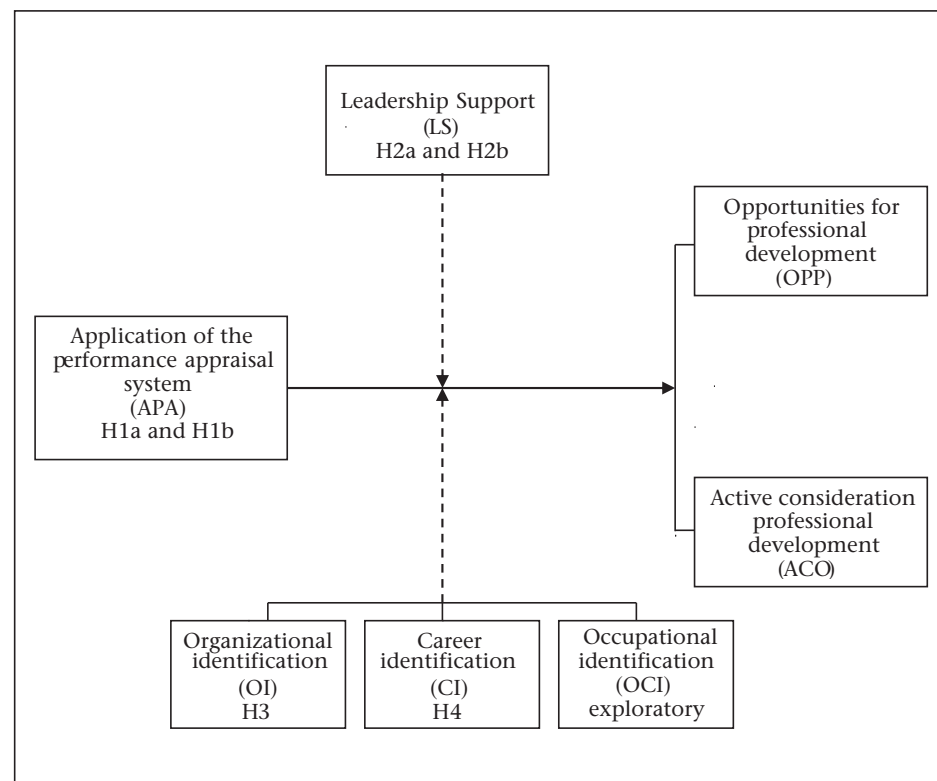 Leadership Support
(LS)
H2a and H2b
Opportunities for
professional
development
(OPP)
Application of the
performance appraisal
system
(APA)
H1a and H1b
Active consideration
professional
development
(ACO)
Organizational
identification
(OI)
H3
Career
identification
(CI)
H4
Occupational
identification
(OCI)
exploratory